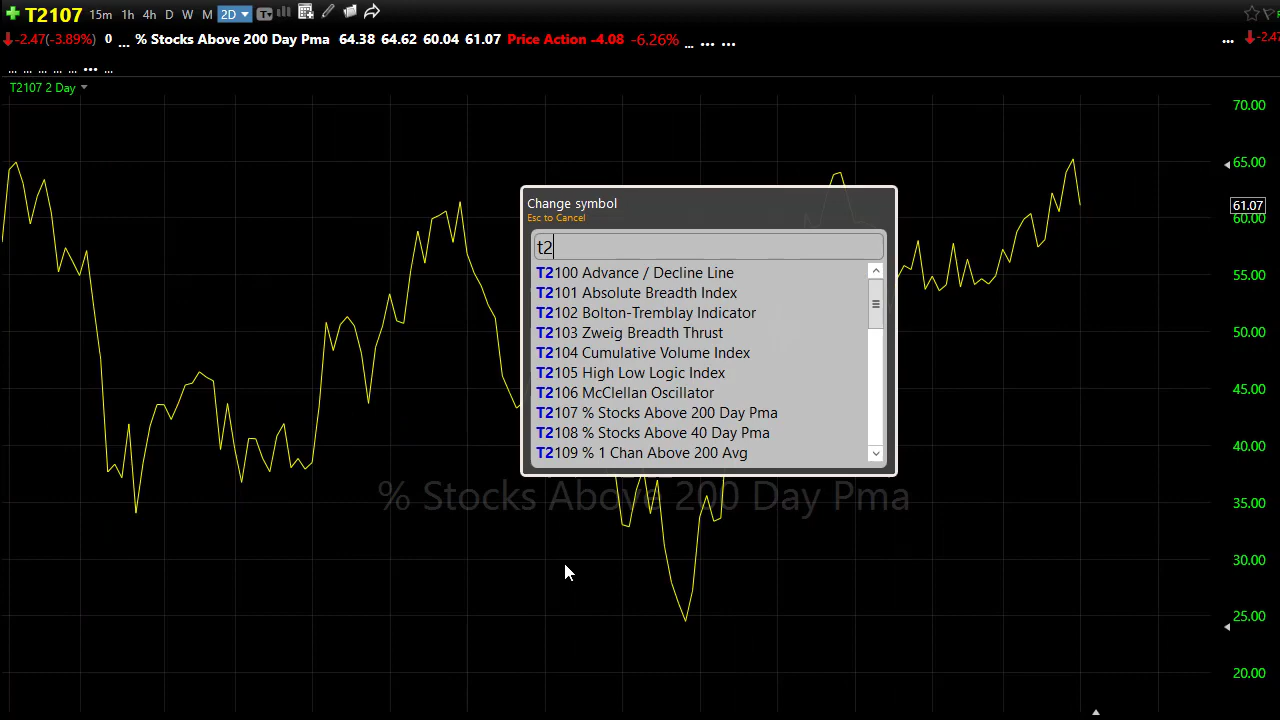 T2107 15m 1h 4h D W M 2D
-2.47(-3.89%) 0 ... % Stocks Above 200 Day Pma 64.38 64.62 60.04 61.07 Price Action -4.08 -6.26% ... ... ... ... -2.47
... ... ... ... ... ... ...
T2107 2 Day
70.00
65.00
61.07
60.00
55.00
50.00
45.00
40.00
35.00
30.00
25.00
20.00
Change symbol
Esc to Cancel
t2
T2100 Advance / Decline Line
T2101 Absolute Breadth Index
T2102 Bolton-Tremblay Indicator
T2103 Zweig Breadth Thrust
T2104 Cumulative Volume Index
T2105 High Low Logic Index
T2106 McClellan Oscillator
T2107 % Stocks Above 200 Day Pma
T2108 % Stocks Above 40 Day Pma
T2109 % 1 Chan Above 200 Avg
% Stocks Above 200 Day Pma